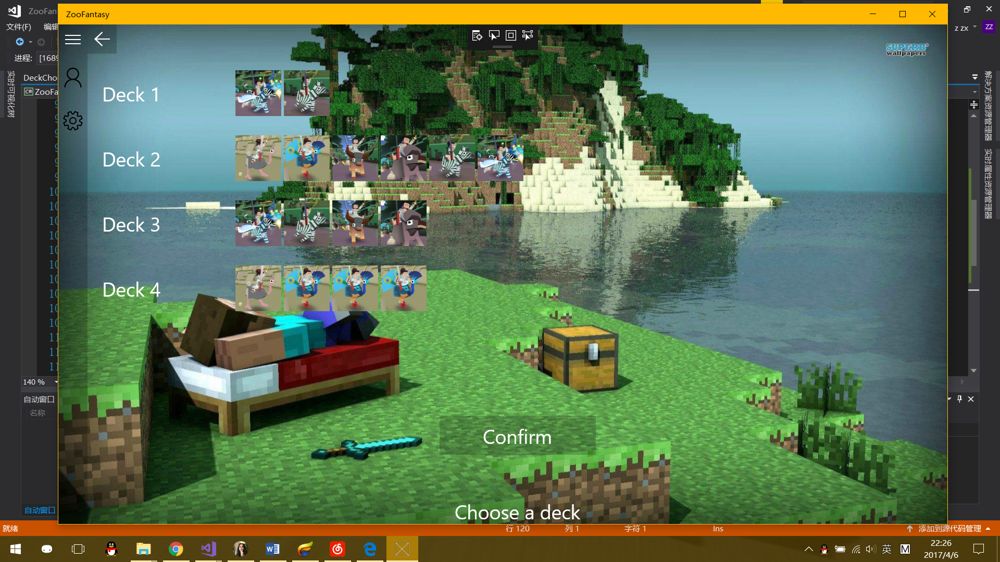 ZooFan
ZooFantasy
文件(F)
编辑
z zx
ZZ
进程:
[1689
SUPERB
wallpapers
DeckCho
ZooFa
实时可视化树
解决方案资源管理器
实时属性资源管理器
Deck 1
Deck 2
Deck 3
Deck 4
140 %
自动窗口
名称
Confirm
自动窗口
Choose a deck
就绪
行 120
列 1
字符 1
Ins
添加到源代码管理
英
M
22:26
2017/4/6